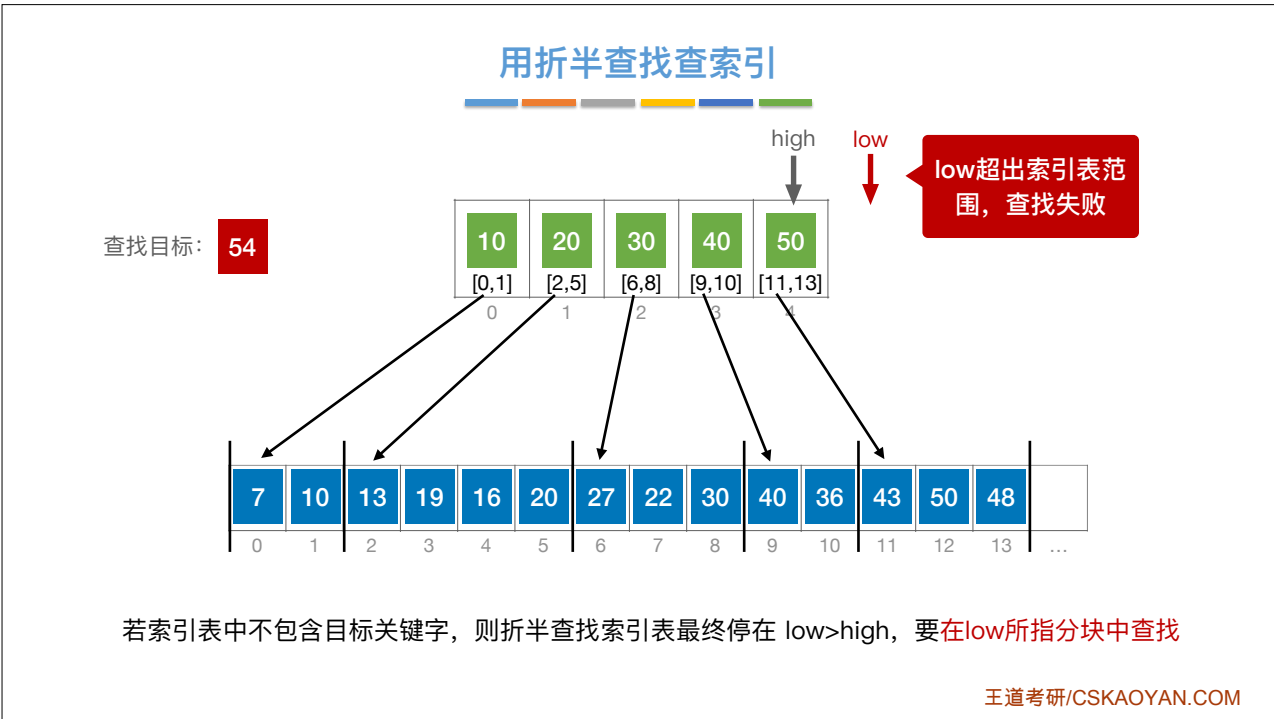 用折半查找查索引
high low
low超出索引表范
围，查找失败
查找目标： 54
10 20 30 40 50
[0,1] [2,5] [6,8] [9,10] [11,13]
0 1 2 3 4
7 10 13 19 16 20 27 22 30 40 36 43 50 48
0 1 2 3 4 5 6 7 8 9 10 11 12 13 …
若索引表中不包含目标关键字，则折半查找索引表最终停在 low>high，要在low所指分块中查找
王道考研/CSKAOYAN.COM